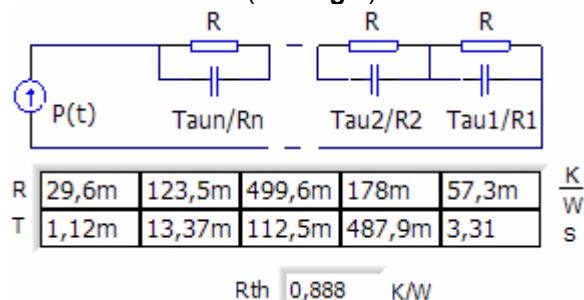 R R R
P(t) Taun/Rn Tau2/R2 Tau1/R1
R 29,6m 123,5m 499,6m 178m 57,3m K/W
T 1,12m 13,37m 112,5m 487,9m 3,31 S
Rth 0,888 K/W